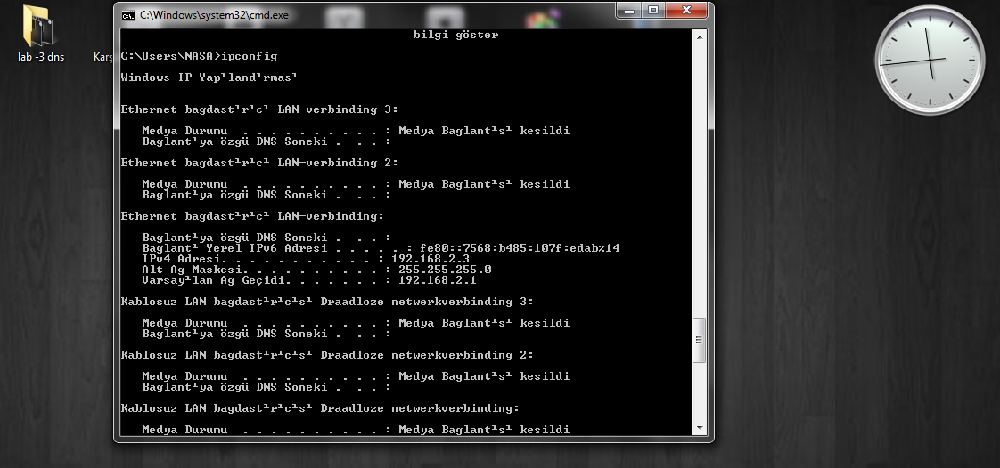 C:\Windows\system32\cmd.exe
lab -3 dns
Karş
bilgi göster
C:\Users\NASA>ipconfig
Windows IP Yap¹land¹rmas¹
Ethernet bagdast¹r¹c¹ LAN-verbinding 3:
Medya Durumu . . . . . . . . . . . : Medya Baglant¹s¹ kesildi
Baglant¹ya özgü DNS Soneki . . . :
Ethernet bagdast¹r¹c¹ LAN-verbinding 2:
Medya Durumu . . . . . . . . . . . : Medya Baglant¹s¹ kesildi
Baglant¹ya özgü DNS Soneki . . . :
Ethernet bagdast¹r¹c¹ LAN-verbinding:
Baglant¹ya özgü DNS Soneki . . . :
Baglant¹ Yerel IPv6 Adresi . . . . . : fe80::7568:b485:107f:edab%14
IPv4 Adresi. . . . . . . . . . . : 192.168.2.3
Alt Ag Maskesi. . . . . . . . . . : 255.255.255.0
Varsay¹lan Ag Geçidi. . . . . . . : 192.168.2.1
Kablosuz LAN bagdast¹r¹c¹s¹ Draadloze netwerkverbinding 3:
Medya Durumu . . . . . . . . . . . : Medya Baglant¹s¹ kesildi
Baglant¹ya özgü DNS Soneki . . . :
Kablosuz LAN bagdast¹r¹c¹s¹ Draadloze netwerkverbinding 2:
Medya Durumu . . . . . . . . . . . : Medya Baglant¹s¹ kesildi
Baglant¹ya özgü DNS Soneki . . . :
Kablosuz LAN bagdast¹r¹c¹s¹ Draadloze netwerkverbinding:
Medya Durumu . . . . . . . . . . . : Medya Baglant¹s¹ kesildi